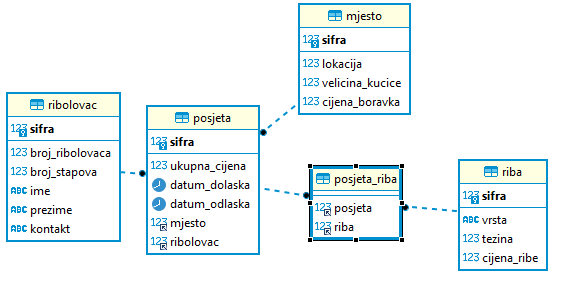 mjesto
123 sifra
123 lokacija
123 velicina_kucice
123 cijena_boravka
ribolovac
123 sifra
123 broj_ribolovaca
123 broj_stapova
ABC ime
ABC prezime
ABC kontakt
posjeta
123 sifra
123 ukupna_cijena
datum_dolaska
datum_odlaska
123 mjesto
123 ribolovac
posjeta_riba
123 posjeta
123 riba
riba
123 sifra
ABC vrsta
123 tezina
123 cijena_ribe